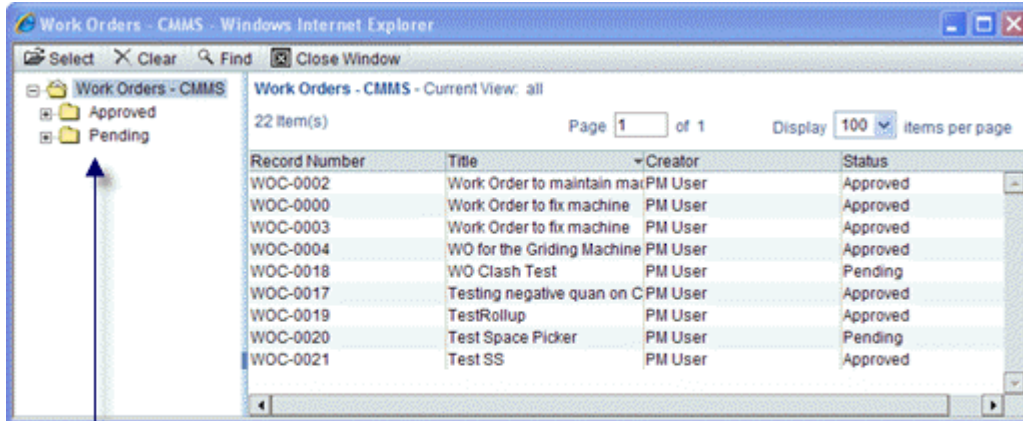 Work Orders - CMMS - Windows Internet Explorer
Select Clear Find Close Window
Work Orders - CMMS
Approved
Pending
Work Orders - CMMS - Current View: all
22 Item(s) Page 1 of 1 Display 100 items per page
Record Number Title Creator Status
WOC-0002 Work Order to maintain mac PM User Approved
WOC-0000 Work Order to fix machine PM User Approved
WOC-0003 Work Order to fix machine PM User Approved
WOC-0004 WO for the Griding Machine PM User Approved
WOC-0018 WO Clash Test PM User Pending
WOC-0017 Testing negative quan on C PM User Approved
WOC-0019 TestRollup PM User Approved
WOC-0020 Test Space Picker PM User Pending
WOC-0021 Test SS PM User Approved